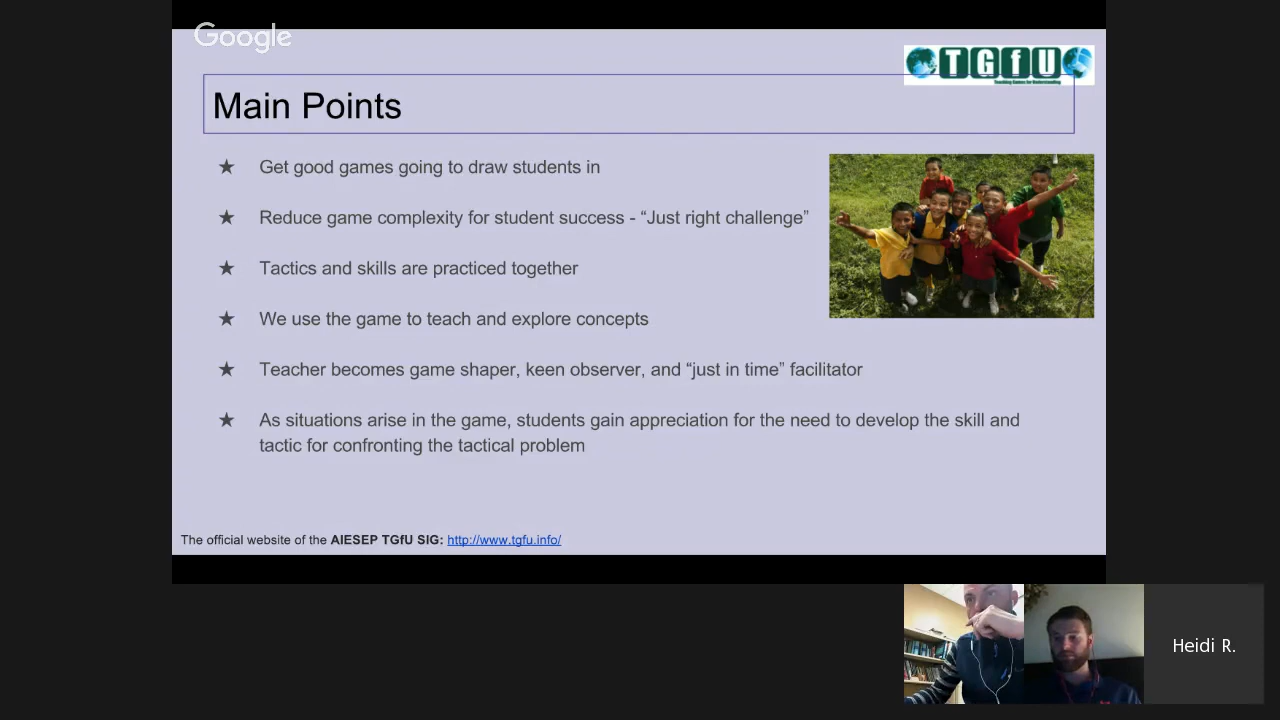 Google
TGfU
Teaching Games for Understanding
Main Points
★ Get good games going to draw students in
★ Reduce game complexity for student success - “Just right challenge”
★ Tactics and skills are practiced together
★ We use the game to teach and explore concepts
★ Teacher becomes game shaper, keen observer, and “just in time” facilitator
★ As situations arise in the game, students gain appreciation for the need to develop the skill and
tactic for confronting the tactical problem
The official website of the AIESEP TGfU SIG: http://www.tgfu.info/
Heidi R.